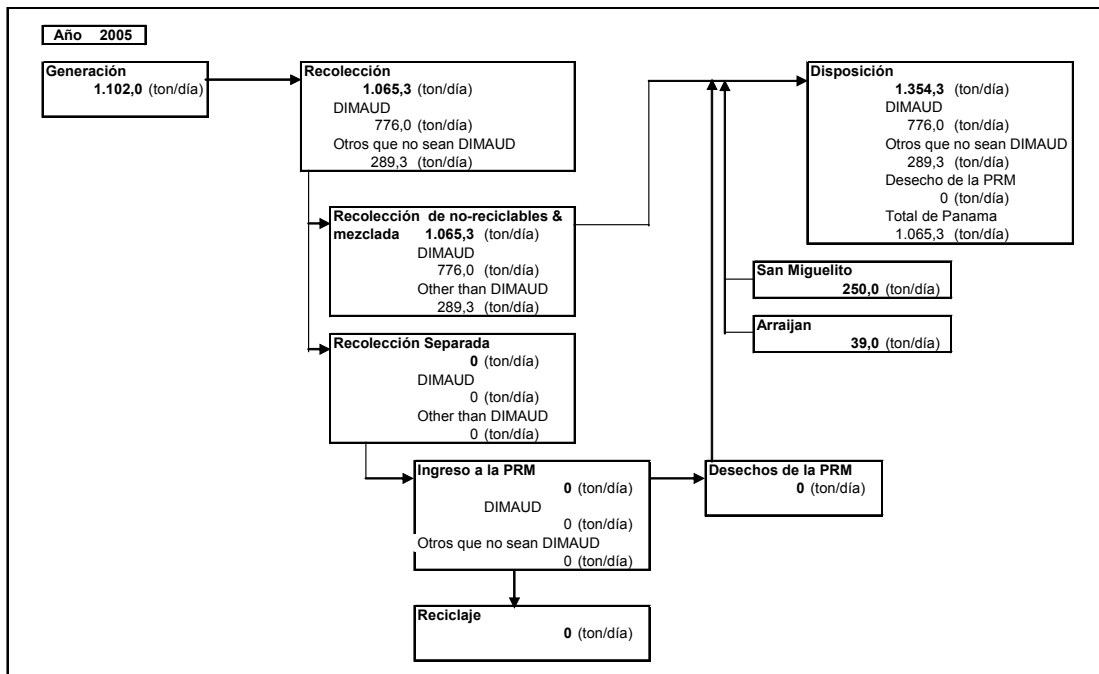 Año 2005
Generación
1.102,0 (ton/día)
Recolección
1.065,3 (ton/día)
DIMAUD
776,0 (ton/día)
Otros que no sean DIMAUD
289,3 (ton/día)
Disposición
1.354,3 (ton/día)
DIMAUD
776,0 (ton/día)
Otros que no sean DIMAUD
289,3 (ton/día)
Desecho de la PRM
0 (ton/día)
Total de Panama
1.065,3 (ton/día)
Recolección de no-reciclables &
mezclada 1.065,3 (ton/día)
DIMAUD
776,0 (ton/día)
Other than DIMAUD
289,3 (ton/día)
San Miguelito
250,0 (ton/día)
Arraijan
39,0 (ton/día)
Recolección Separada
0 (ton/día)
DIMAUD
0 (ton/día)
Other than DIMAUD
0 (ton/día)
Ingreso a la PRM
0 (ton/día)
DIMAUD
0 (ton/día)
Otros que no sean DIMAUD
0 (ton/día)
Desechos de la PRM
0 (ton/día)
Reciclaje
0 (ton/día)